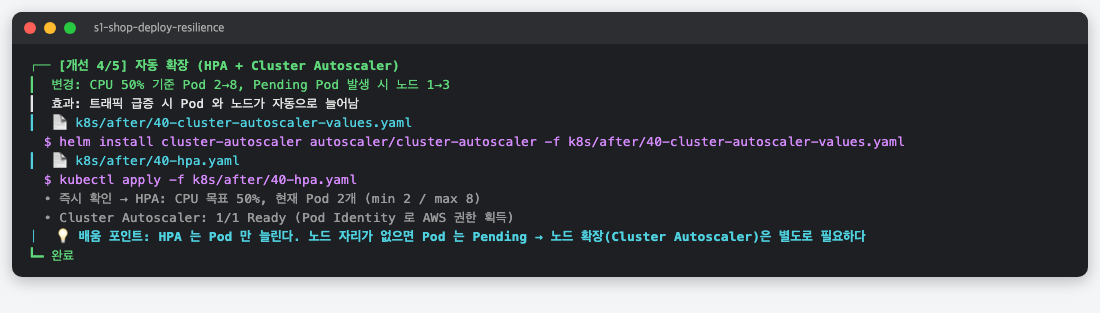 s1-shop-deploy-resilience
[개선 4/5] 자동 확장 (HPA + Cluster Autoscaler)
변경: CPU 50% 기준 Pod 2→8, Pending Pod 발생 시 노드 1→3
효과: 트래픽 급증 시 Pod 와 노드가 자동으로 늘어남
📄 k8s/after/40-cluster-autoscaler-values.yaml
$ helm install cluster-autoscaler autoscaler/cluster-autoscaler -f k8s/after/40-cluster-autoscaler-values.yaml
📄 k8s/after/40-hpa.yaml
$ kubectl apply -f k8s/after/40-hpa.yaml
• 즉시 확인 → HPA: CPU 목표 50%, 현재 Pod 2개 (min 2 / max 8)
• Cluster Autoscaler: 1/1 Ready (Pod Identity 로 AWS 권한 획득)
💡 배움 포인트: HPA 는 Pod 만 늘린다. 노드 자리가 없으면 Pod 는 Pending → 노드 확장(Cluster Autoscaler)은 별도로 필요하다
완료